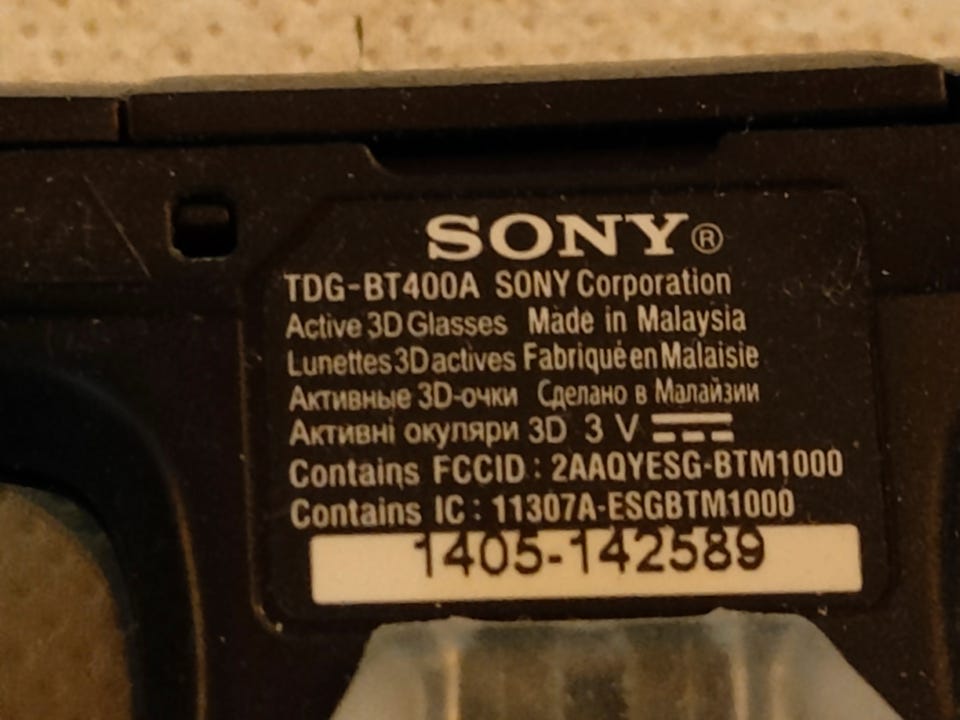 SONY®
TDG-BT400A SONY Corporation
Active 3D Glasses Made in Malaysia
Lunettes 3D actives Fabriqué en Malaisie
Активные 3D-очки Сделано в Малайзии
Активні окуляри 3D 3 V
Contains FCCID : 2AAQYESG-BTM1000
Contains IC : 11307A-ESGBTM1000
1405-142589